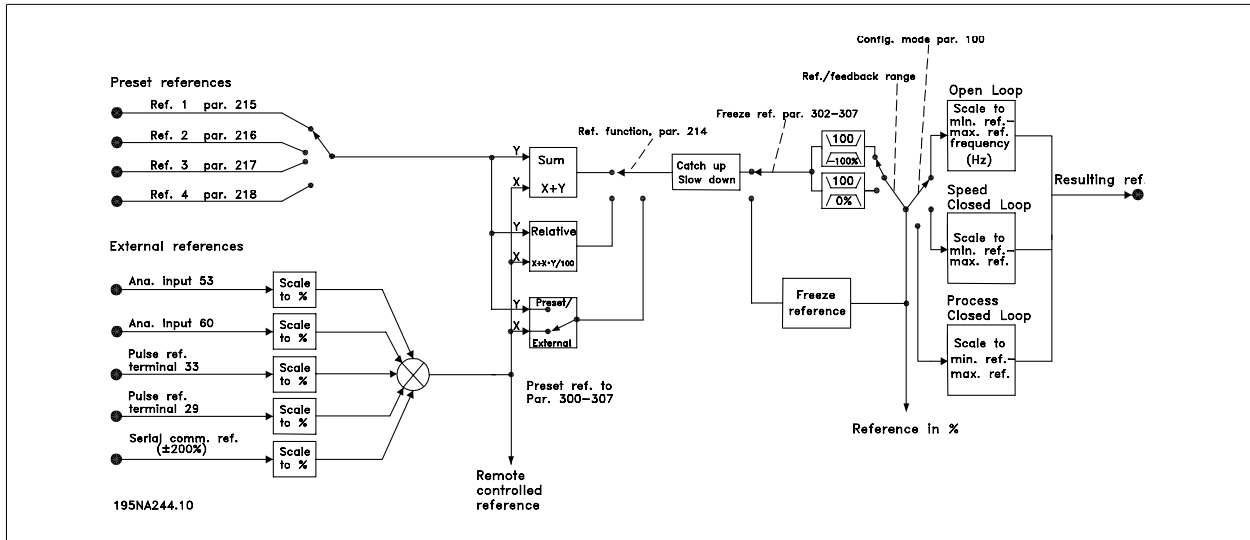 Config. mode par. 100
Ref./feedback range
Preset references
Ref. 1 par. 215
Ref. 2 par. 216
Ref. 3 par. 217
Ref. 4 par. 218
Ref. function, par. 214
Freeze ref. par. 302-307
Y
Sum
X
X+Y
Y
Relative
X
X+X*Y/100
Y
Preset/
X
External
Catch up
Slow down
100
-100%
100
0%
Open Loop
Scale to
min. ref.-
max. ref.
frequency
(Hz)
Speed
Closed Loop
Scale to
min. ref.-
max. ref.
Process
Closed Loop
Scale to
min. ref.-
max. ref.
Resulting ref.
Freeze
reference
Reference in %
External references
Ana. input 53
Scale
to %
Ana. input 60
Scale
to %
Pulse ref.
terminal 33
Scale
to %
Pulse ref.
terminal 29
Scale
to %
Serial comm. ref.
(±200%)
Scale
to %
Preset ref. to
Par. 300-307
Remote
controlled
reference
195NA244.10